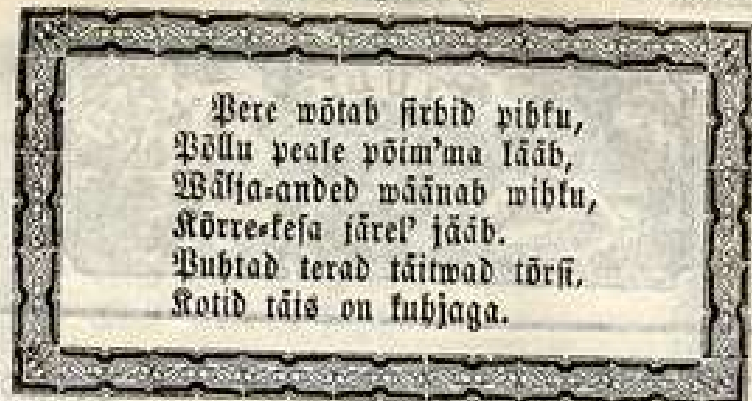 Pere wõtab sirbid pihku,
Põllu peale põim'ma lääb,
Wälja-anded wäänab wihku,
Kõrre-kesa järel' jääb.
Puhtad terad täitwad tõrsi,
Kotid täis on kuhjaga.